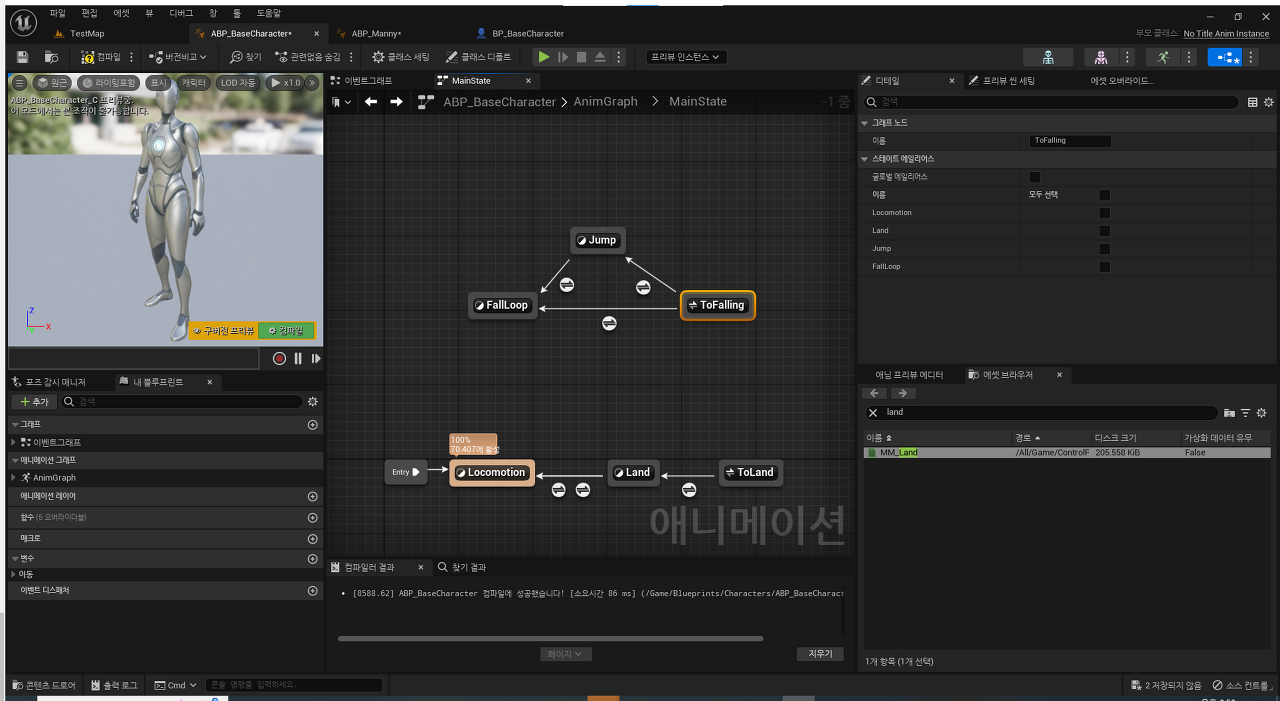 파일 편집 에셋 뷰 디버그 창 툴 도움말
TestMap ABP_BaseCharacter* ABP_Manny* BP_BaseCharacter
부모 클래스: No Title Anim Instance
컴파일 버전비교 찾기 관련없음 숨김 클래스 세팅 클래스 디폴트 프리뷰 인스턴스
원근 라이팅포함 표시 캐릭터 LOD 자동 x1.0
ABP_BaseCharacter_C 프리뷰중.
이 모드에서는 본 조작이 불가능합니다.
Z
X
구버전 프리뷰 컴파일
포즈 감시 매니저 내 블루프린트
추가 검색
그래프
이벤트그래프
애니메이션 그래프
AnimGraph
애니메이션 레이어
함수 (5 오버라이더블)
매크로
변수
이동
이벤트 디스패처
이벤트그래프 MainState
ABP_BaseCharacter > AnimGraph > MainState
-1 줌
Jump
FallLoop
ToFalling
100%
70.407에 활성
Entry
Locomotion
Land
ToLand
애니메이션
컴파일러 결과 찾기 결과
[8588.62] ABP_BaseCharacter 컴파일에 성공했습니다! [소요시간 86 ms] (/Game/Blueprints/Characters/ABP_BaseCharact
페이지
지우기
디테일 프리뷰 씬 세팅 에셋 오버라이드...
검색
그래프 노드
이름 ToFalling
스테이트 에일리어스
글로벌 에일리어스
이름 모두 선택
Locomotion
Land
Jump
FallLoop
애님 프리뷰 에디터 에셋 브라우저
land
이름 경로 디스크 크기 가상화 데이터 유무
MM_Land /All/Game/ControlF 205.558 KiB False
1개 항목 (1개 선택)
콘텐츠 드로어 출력 로그 Cmd 콘솔 명령을 입력하세요.
2 저장되지 않음 소스 컨트롤